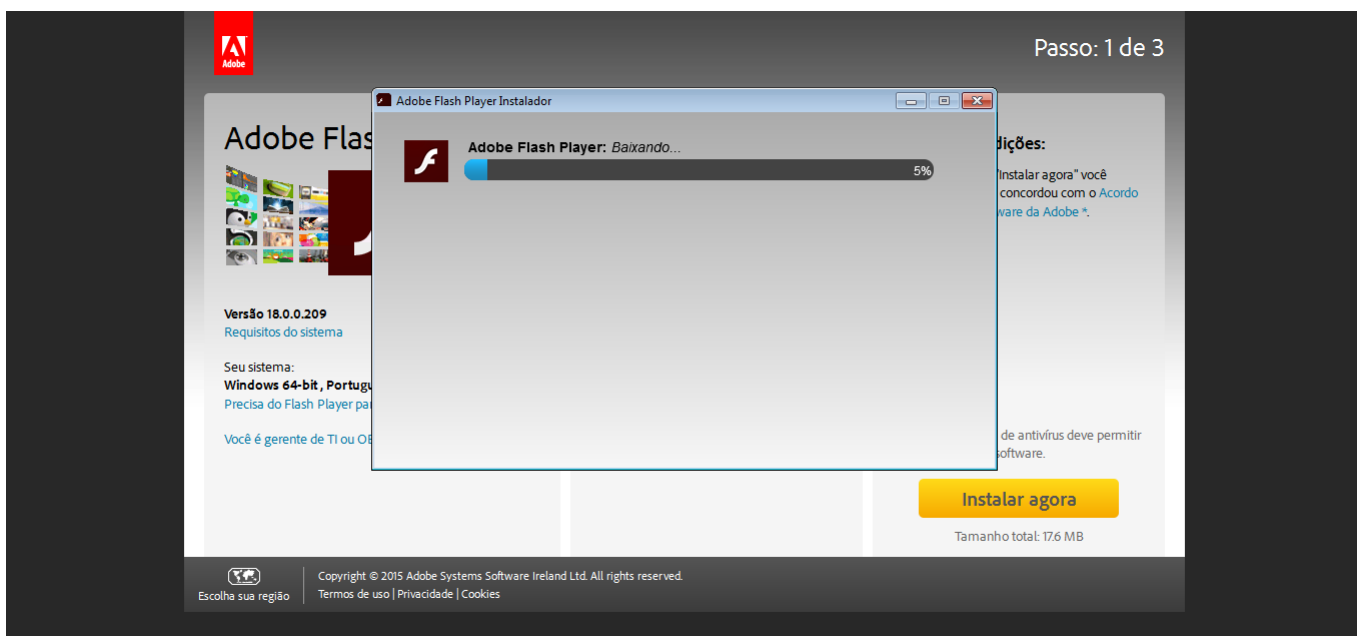 Adobe
Passo: 1 de 3
Adobe Flash Player Instalador
Adobe Flash Player: Baixando...
5%
Adobe Flas
Versão 18.0.0.209
Requisitos do sistema
Seu sistema:
Windows 64-bit, Portugu
Precisa do Flash Player pa
Você é gerente de TI ou OE
dições:
"Instalar agora" você
concordou com o Acordo
ware da Adobe *.
de antivírus deve permitir
software.
Instalar agora
Tamanho total: 17.6 MB
Escolha sua região
Copyright © 2015 Adobe Systems Software Ireland Ltd. All rights reserved.
Termos de uso | Privacidade | Cookies